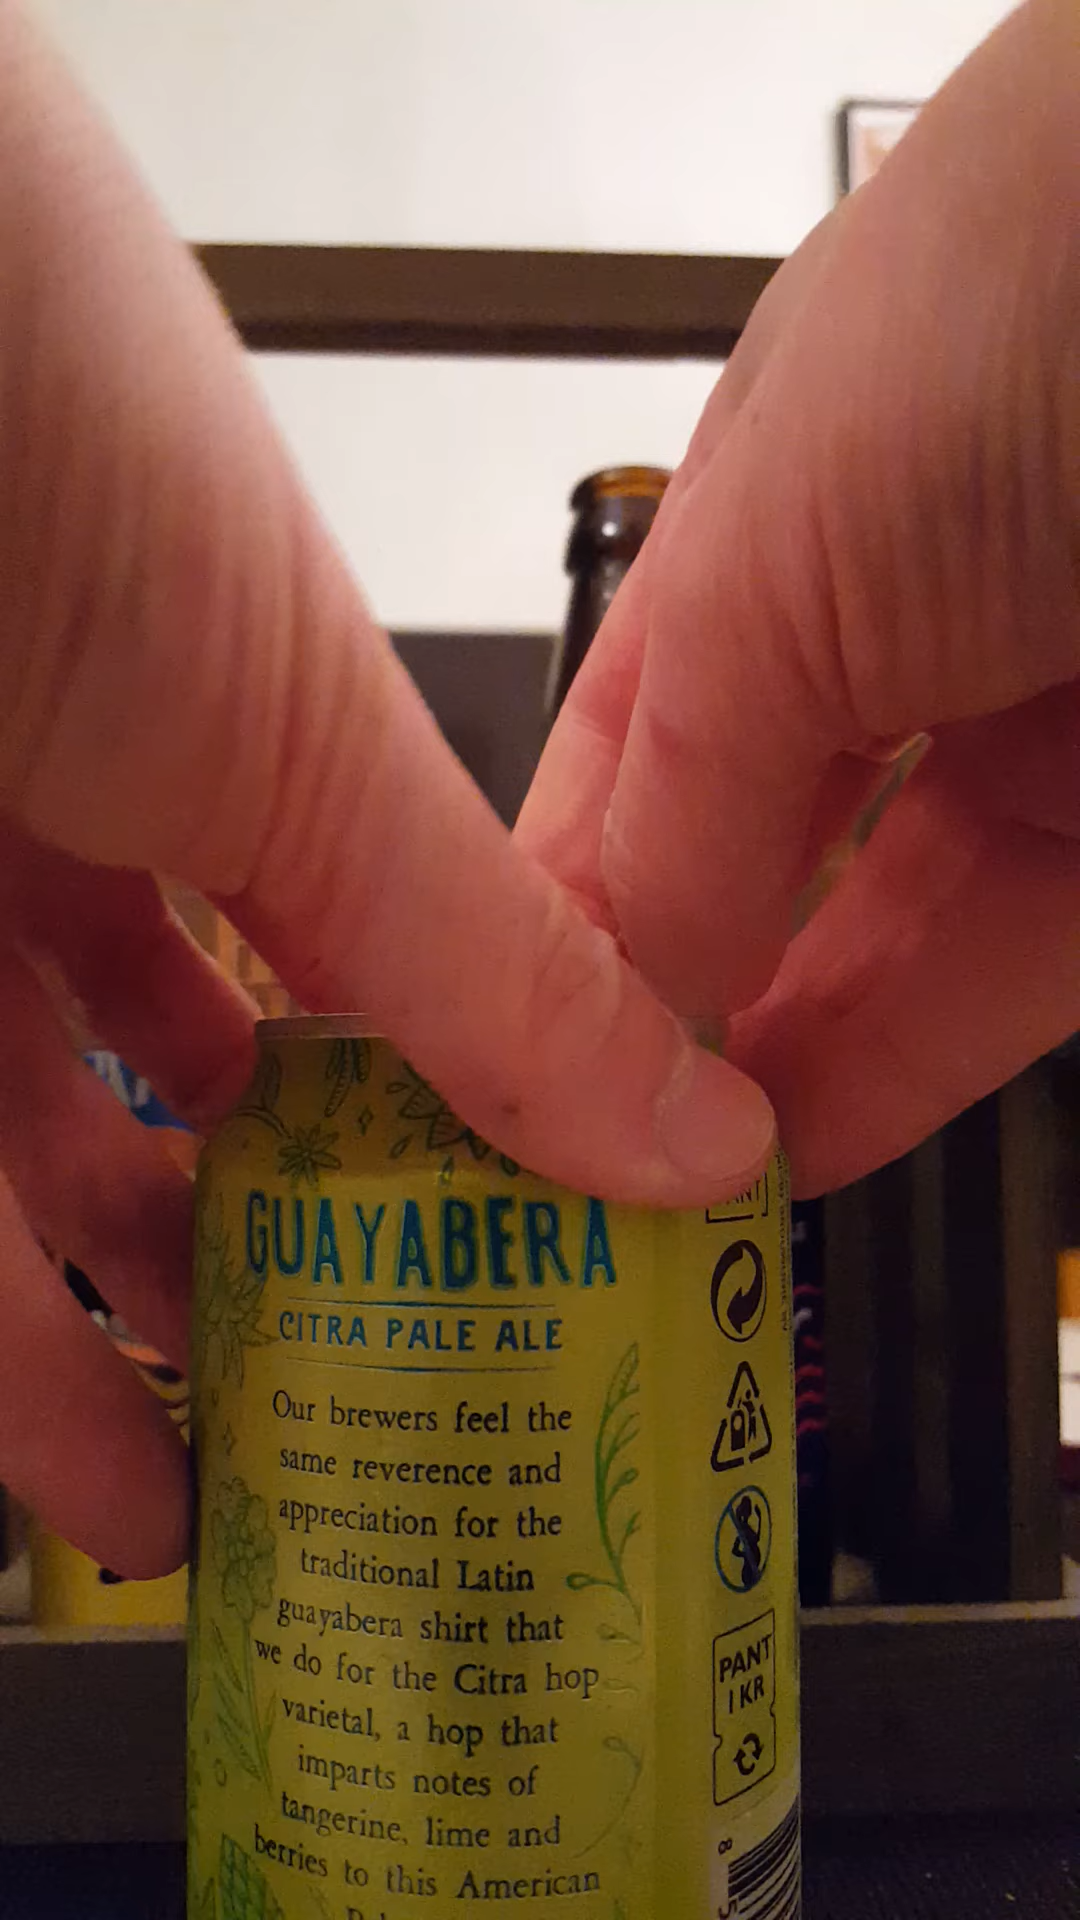 GUAYABERA
CITRA PALE ALE
Our brewers feel the
same reverence and
appreciation for the
traditional Latin
guayabera shirt that
we do for the Citra hop
varietal, a hop that
imparts notes of
tangerine, lime and
berries to this American
PANT
1 KR
8
5